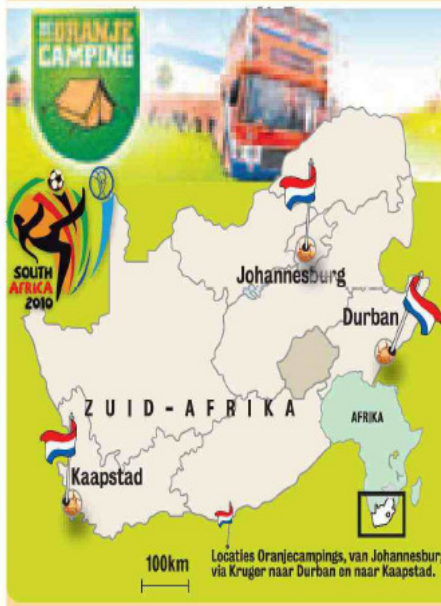 ORANJE
CAMPING
SOUTH
AFRICA
2010
Johannesburg
Durban
ZUID-AFRIKA
AFRIKA
Kaapstad
100km
Locaties Oranjecampings, van Johannesburg
via Kruger naar Durban en naar Kaapstad.